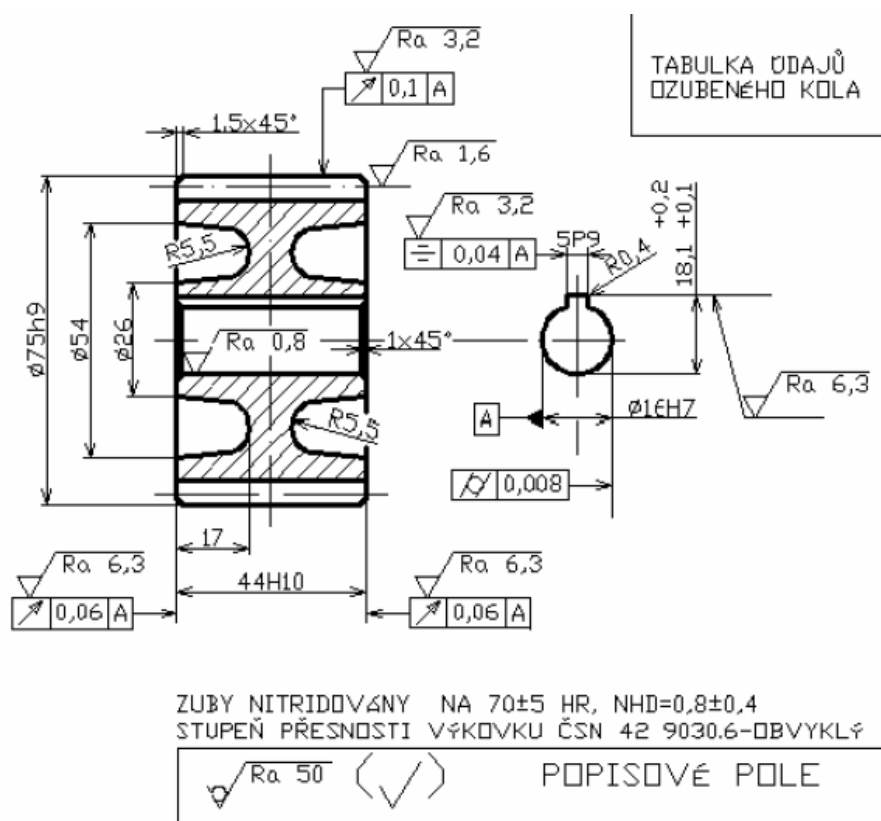 Ra 3,2
0,1 A
TABULKA ÚDAJŮ
OZUBENÉHO KOLA
1,5x45°
Ra 1,6
Ra 3,2
0,04 A
5P9
R0,4
18,1 +0,2 +0,1
R5,5
ø75h9
ø54
ø26
Ra 0,8
1x45°
Ra 6,3
A
ø16H7
R5,5
0,008
17
Ra 6,3
44H10
Ra 6,3
0,06 A
0,06 A
ZUBY NITRIDOVÁNY NA 70±5 HR, NHD=0,8±0,4
STUPEŇ PŘESNOSTI VÝKOVKU ČSN 42 9030.6-OBVYKLÝ
Ra 50 ( ) POPISOVÉ POLE